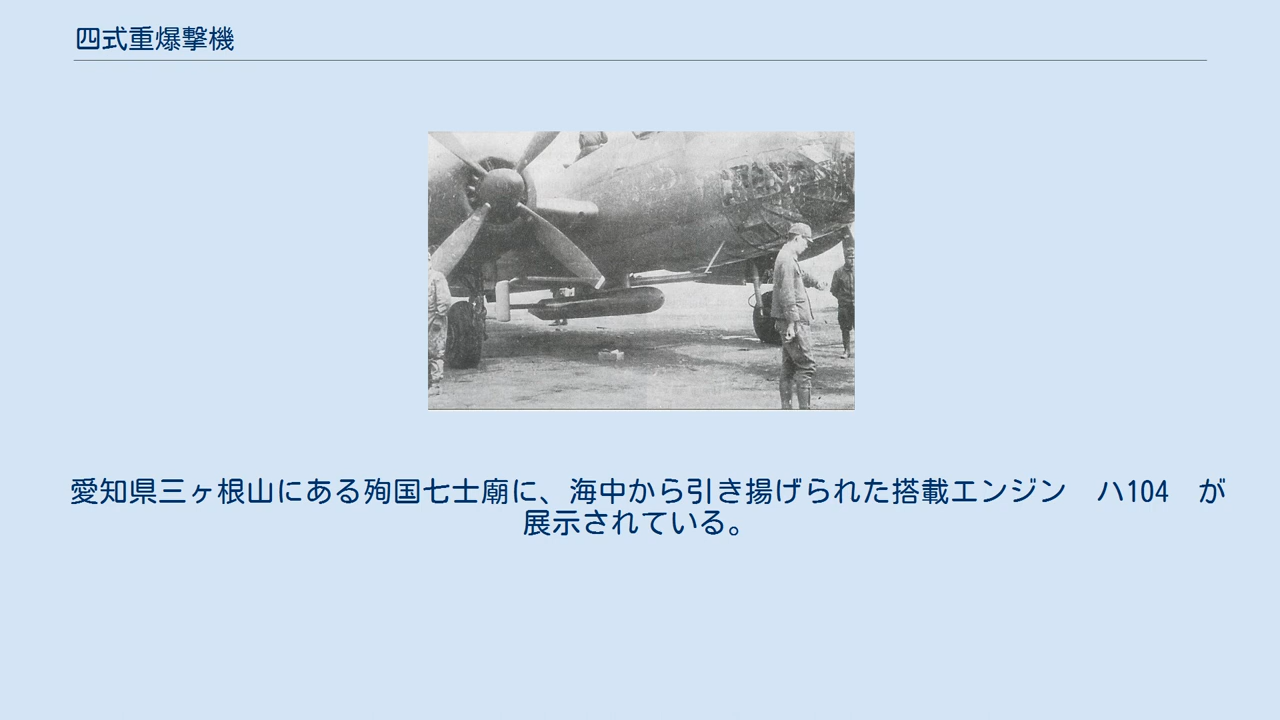 四式重爆撃機
愛知県三ヶ根山にある殉国七士廟に、海中から引き揚げられた搭載エンジン　ハ104　が
展示されている。